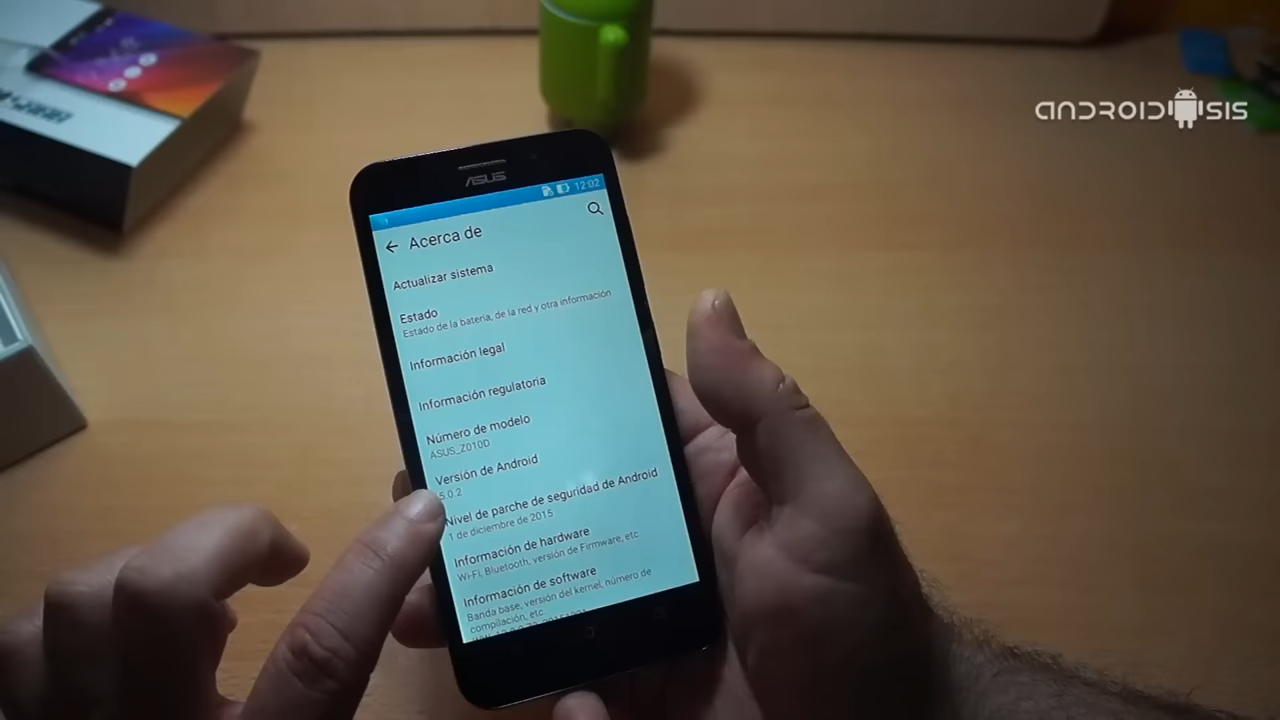 ANDROIDSIS
ASUS
12:02
Acerca de
Actualizar sistema
Estado
Estado de la batería, de la red y otra información
Información legal
Información regulatoria
Número de modelo
ASUS_Z010D
Versión de Android
5.0.2
Nivel de parche de seguridad de Android
1 de diciembre de 2015
Información de hardware
Wi-Fi, Bluetooth, versión de Firmware, etc
Información de software
Banda base, versión del kernel, número de
compilación, etc